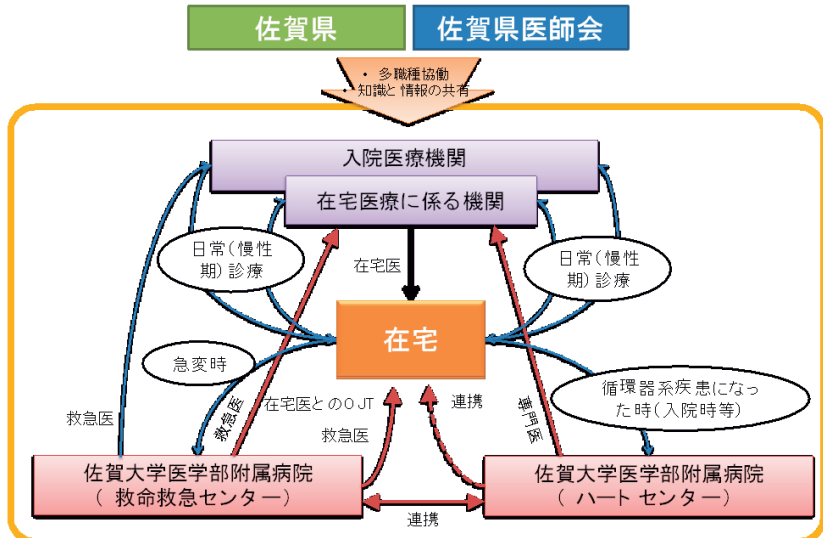 佐賀県
佐賀県医師会
・ 多職種協働
・ 知識と情報の共有
入院医療機関
在宅医療に係る機関
日常（慢性
期）診療
在宅医
日常（慢性
期）診療
在宅
急変時
循環器系疾患になっ
た時（入院時等）
救急医
救急医
在宅医とのOJT
救急医
連携
専門医
佐賀大学医学部附属病院
（ 救命救急センター）
連携
佐賀大学医学部附属病院
（ ハートセンター）